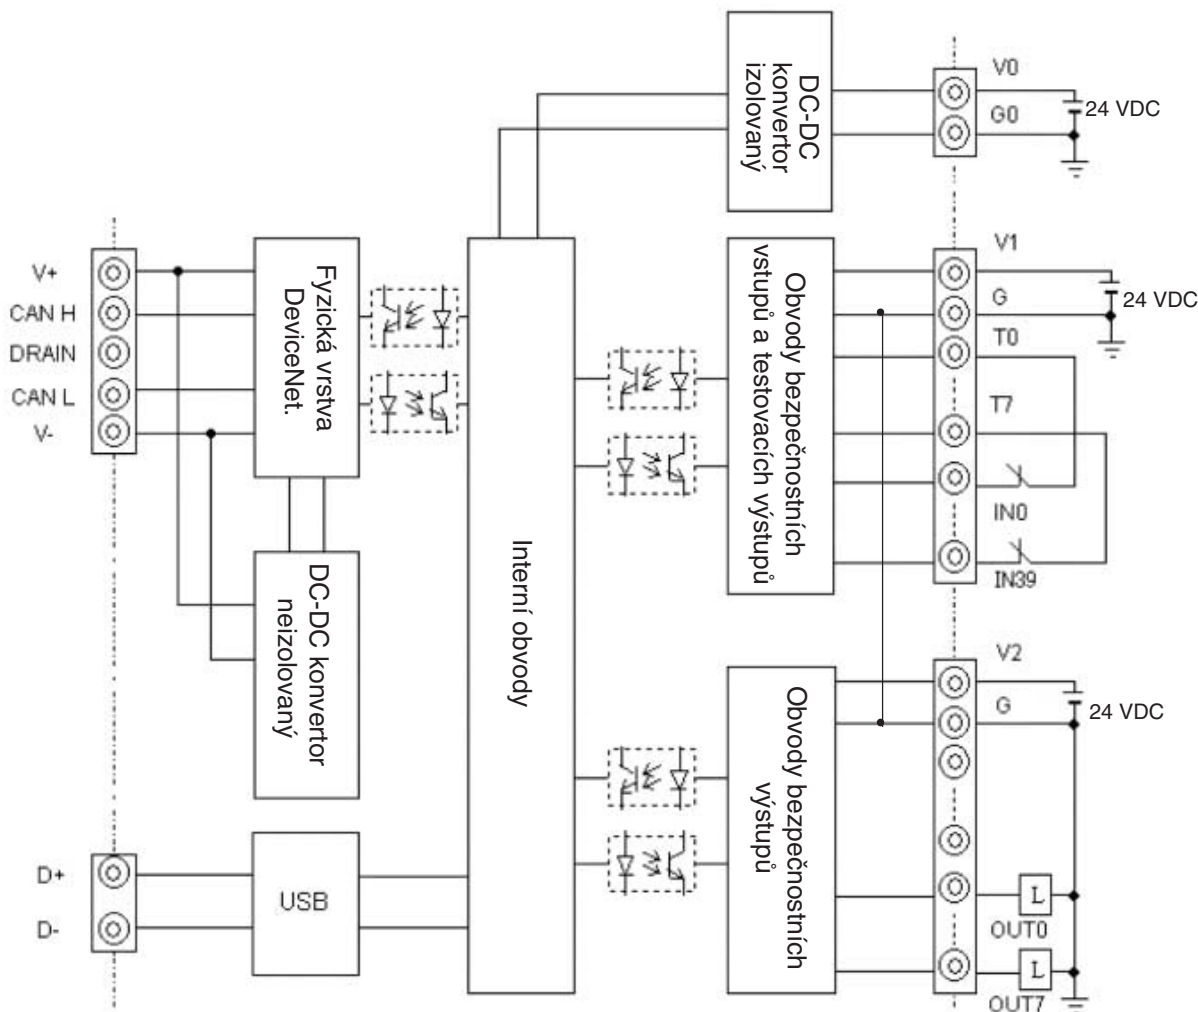 DC-DC
konvertor
izolovaný
V0
G0
24 VDC
V+
CAN H
DRAIN
CAN L
V-
Fyzická vrstva
DeviceNet.
DC-DC konvertor
neizolovaný
Interní obvody
Obvody bezpečnostních
vstupů a testovacích výstupů
V1
G
T0
T7
IN0
IN39
24 VDC
Obvody bezpečnostních
výstupů
V2
G
24 VDC
L
OUT0
L
OUT7
D+
D-
USB